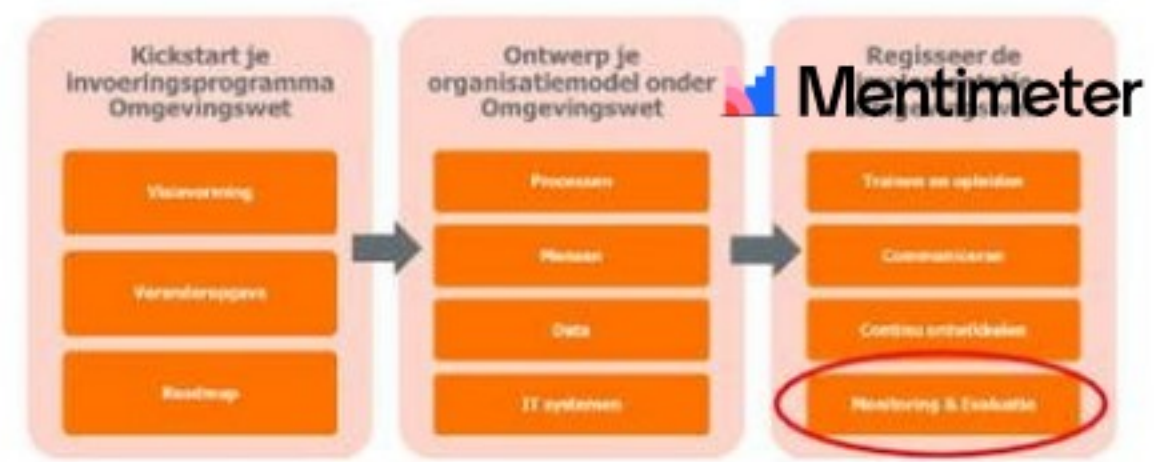 Kickstart je
invoeringsprogramma
Omgevingswet
Visievorming
Veranderopgave
Roadmap
Ontwerp je
organisatiemodel onder
Omgevingswet
Processen
Mensen
Data
IT systemen
Regisseer de
Mentimeter
Trainen en opleiden
Communiceren
Continu ontwikkelen
Monitoring & Evaluatie